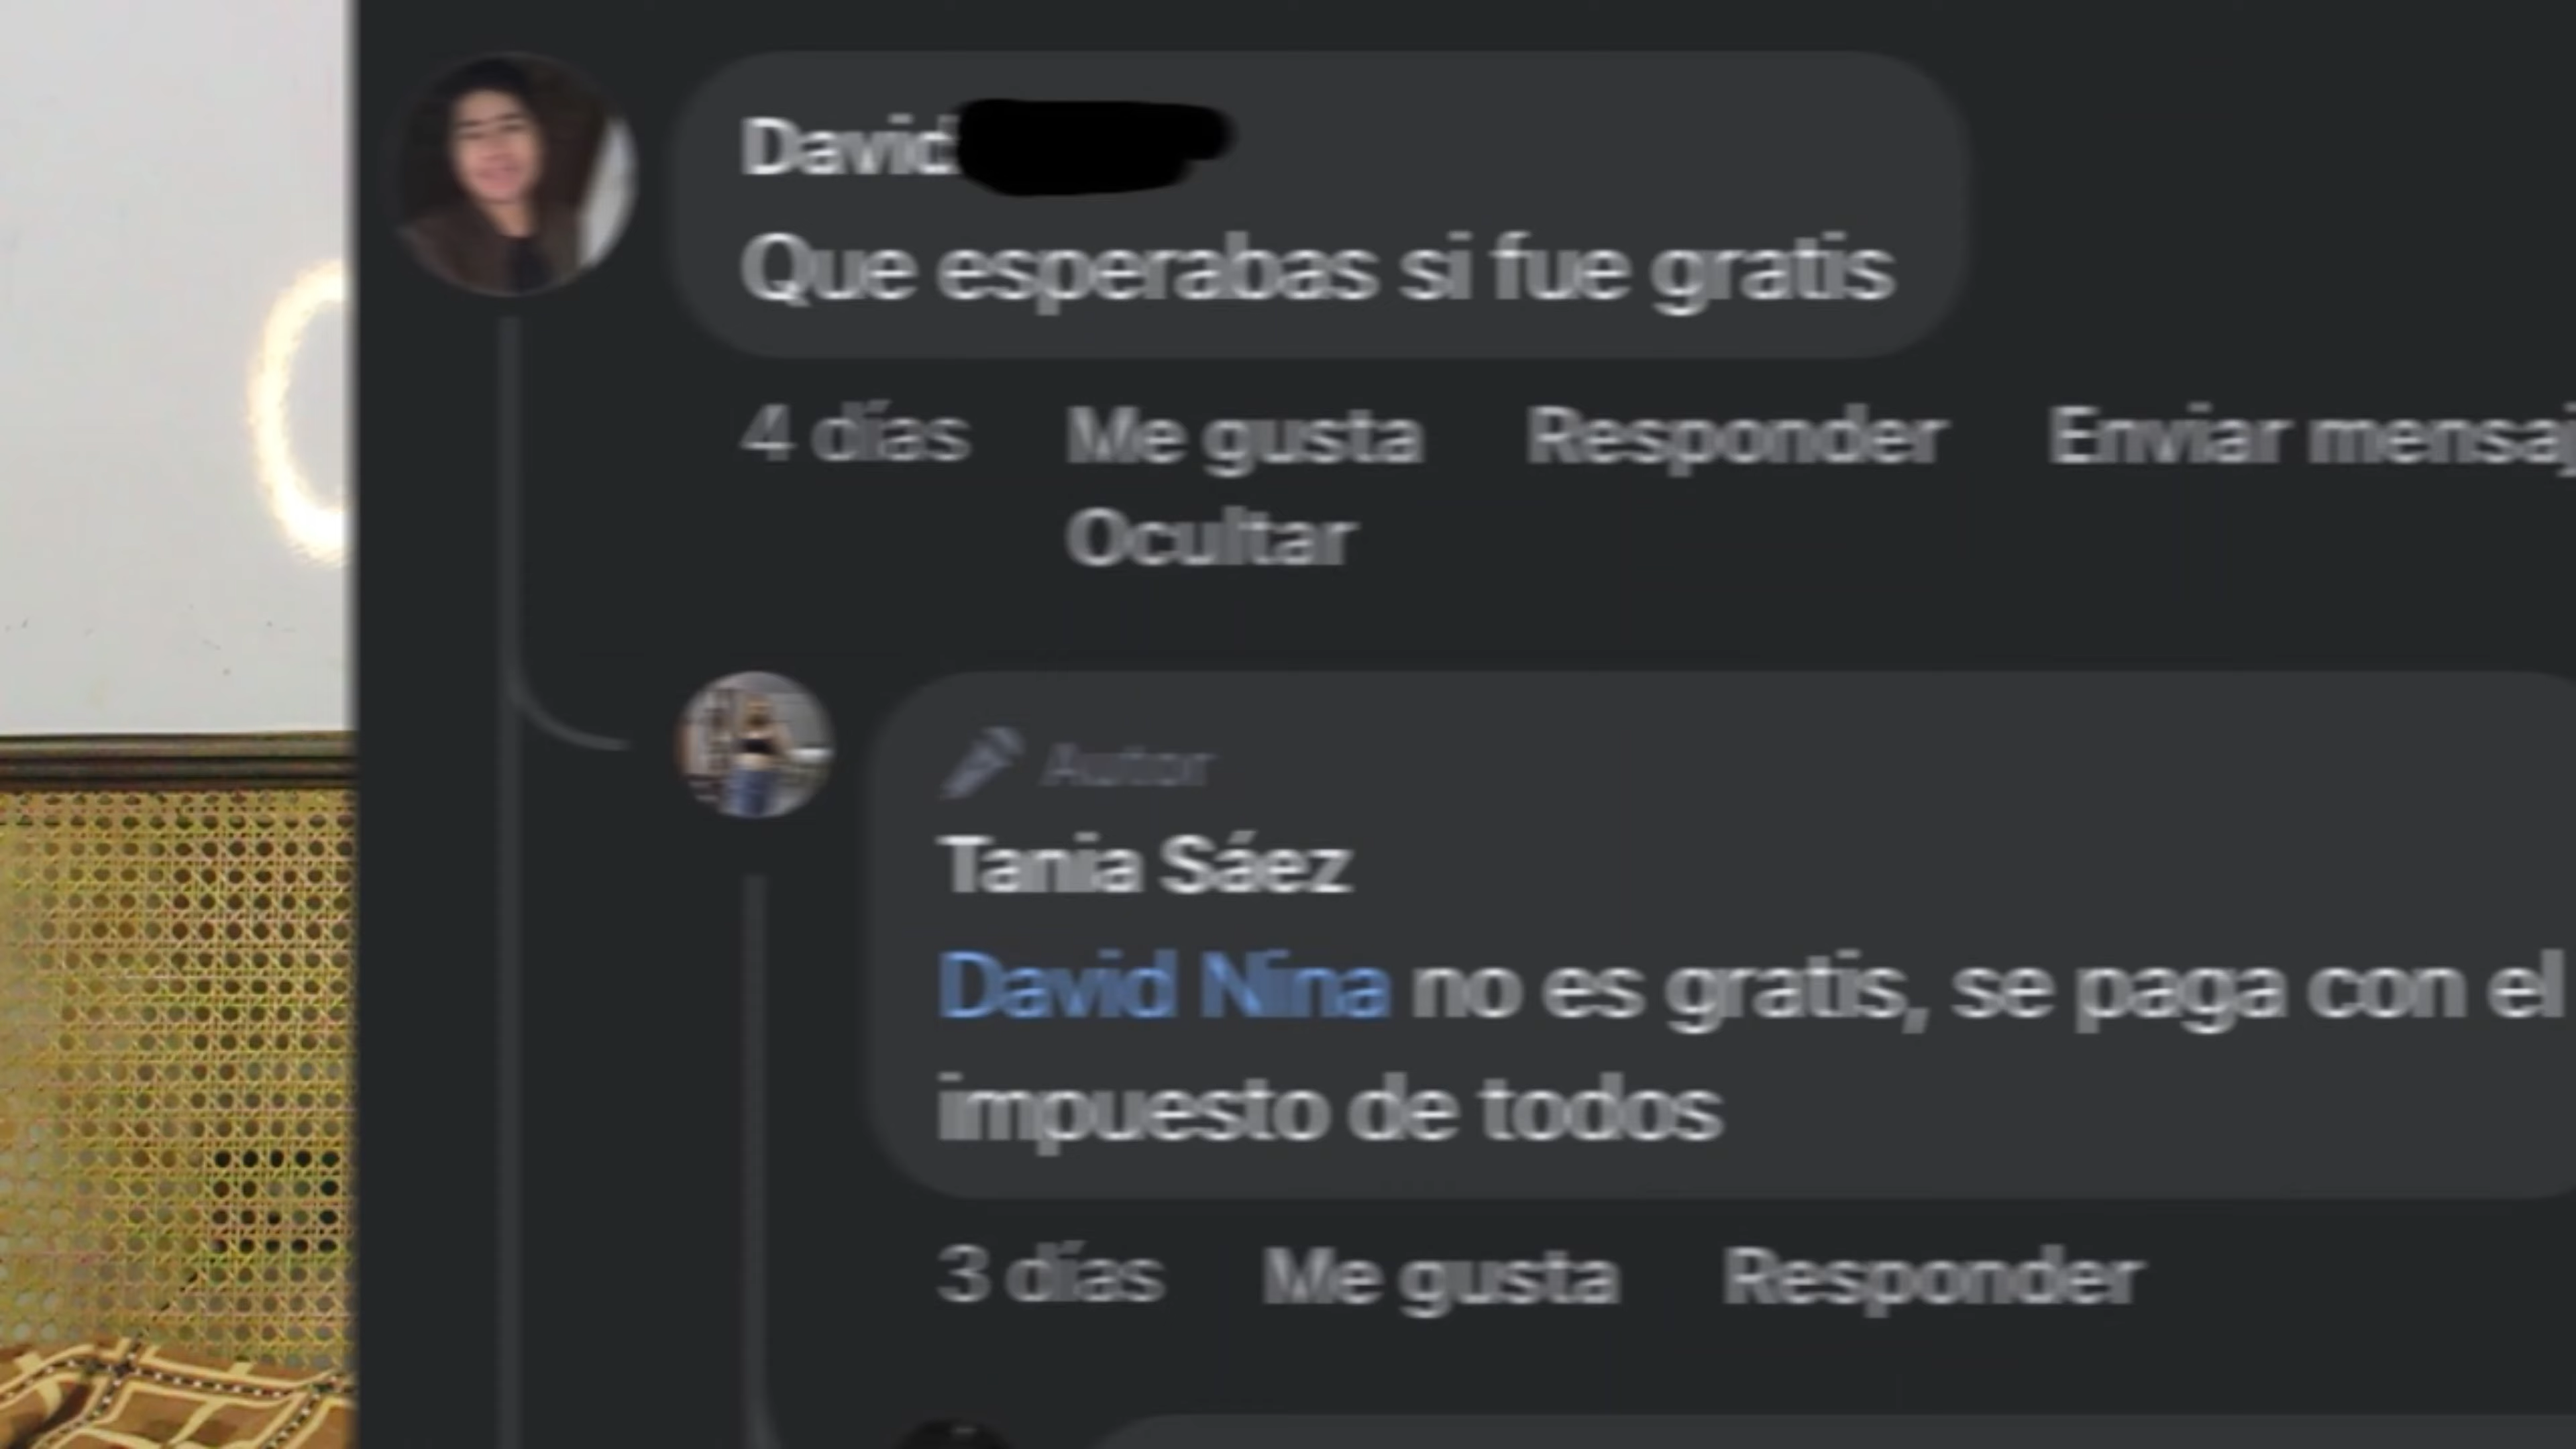 David
Que esperabas si fue gratis
4 días Me gusta Responder Enviar mensaj
Ocultar
Autor
Tania Sáez
David Nina no es gratis, se paga con el
impuesto de todos
3 días Me gusta Responder